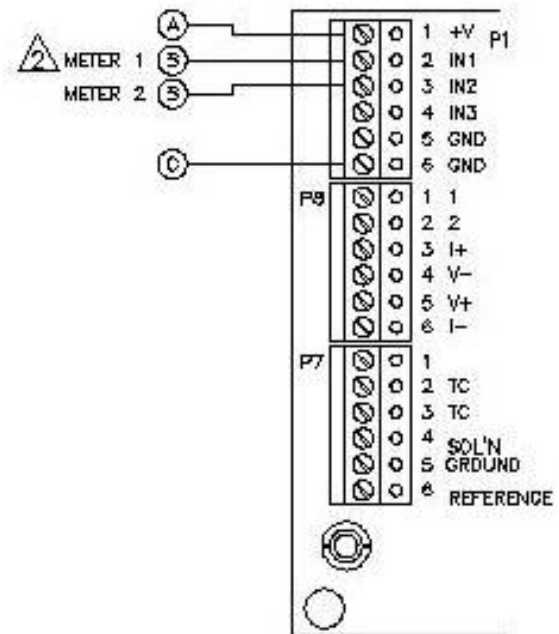 A 1 +V P1
2 METER 1 B 2 IN1
METER 2 B 3 IN2
4 IN3
5 GND
C 6 GND
1 1
2 2
3 I+
4 V-
5 V+
6 I-
P7 1
2 TC
3 TC
4 SOL'N
5 GROUND
6 REFERENCE